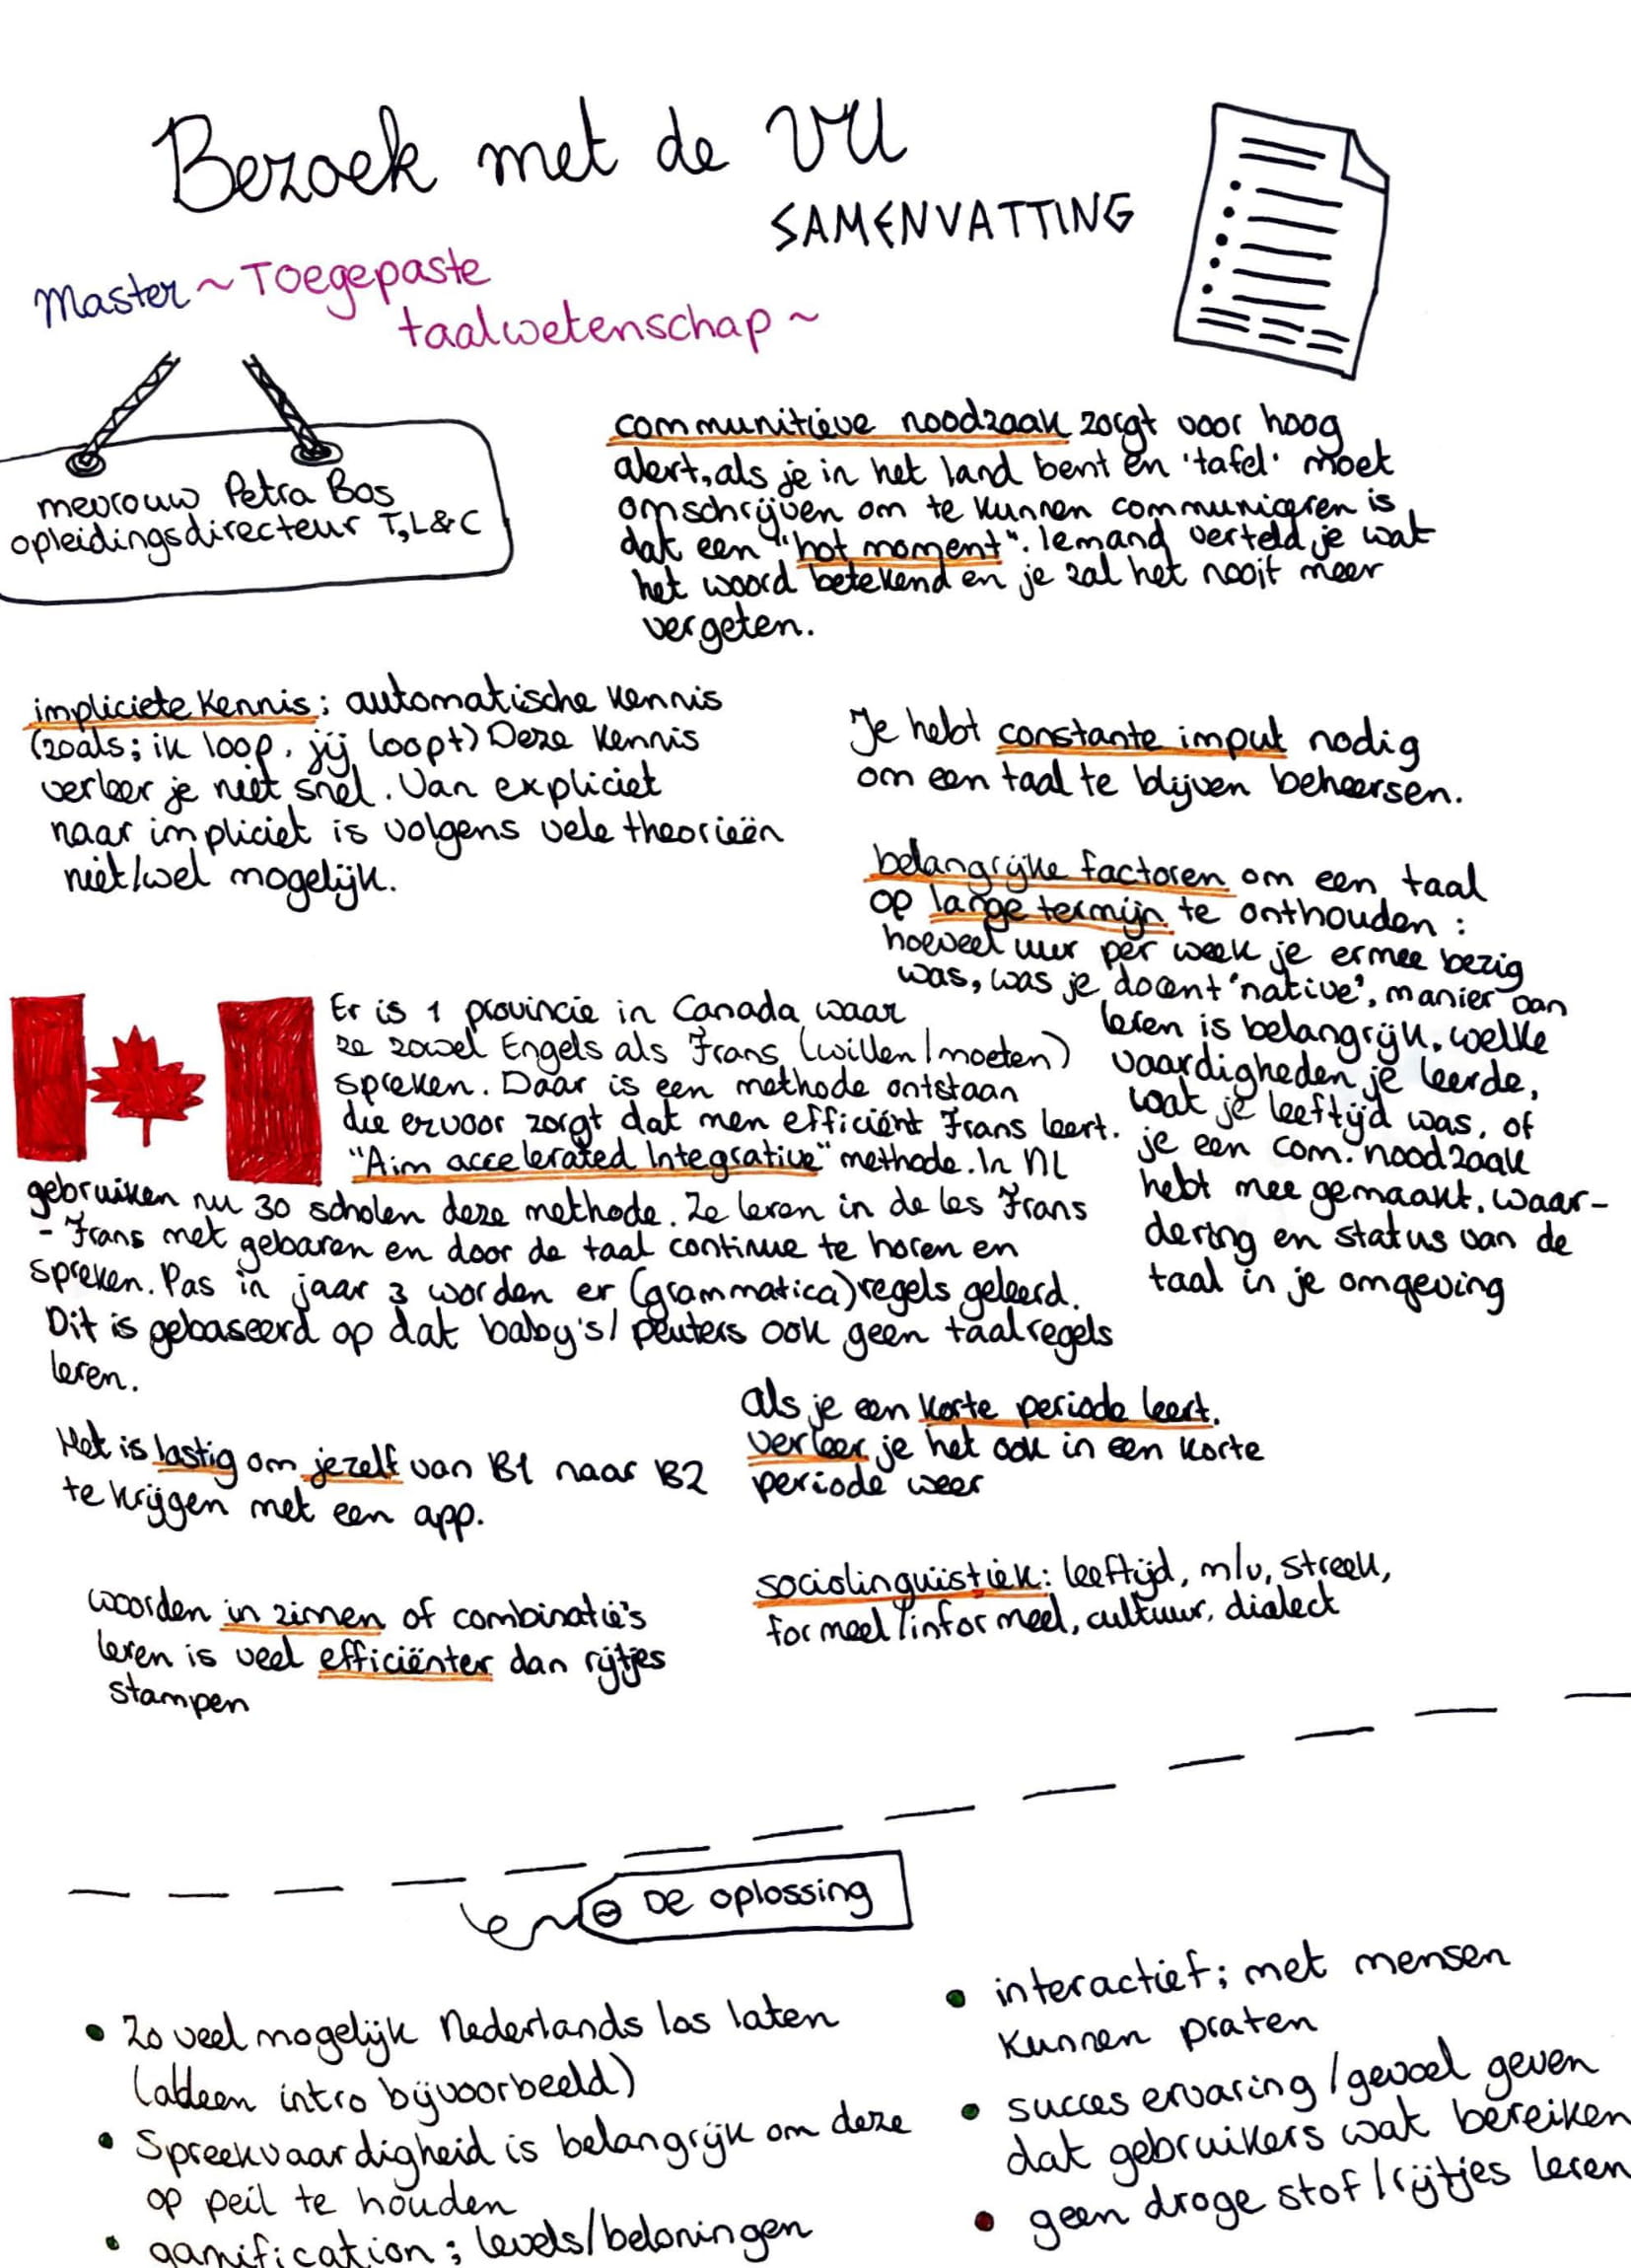 Bezoek met de VU
SAMENVATTING
Master ~ Toegepaste
taalwetenschap ~
mevrouw Petra Bos
opleidingsdirecteur T,L&C
communitieve noodzaak zorgt voor hoog
alert, als je in het land bent en 'tafel' moet
omschrijven om te kunnen communiceren is
dat een "hot moment". Iemand verteld je wat
het woord betekend en je zal het nooit meer
vergeten.
impliciete kennis; automatische kennis
(zoals; ik loop, jij loopt) Deze kennis
verleer je niet snel. Van expliciet
naar impliciet is volgens vele theorieën
niet/wel mogelijk.
Je hebt constante imput nodig
om een taal te blijven beheersen.
belangrijke factoren om een taal
op lange termijn te onthouden :
hoeveel uur per week je ermee bezig
was, was je docent 'native', manier van
leren is belangrijk, welke
vaardigheden je leerde,
wat je leeftijd was, of
je een com. noodzaak
hebt mee gemaakt, waar-
dering en status van de
taal in je omgeving
Er is 1 provincie in Canada waar
ze zowel Engels als Frans (willen/moeten)
spreken. Daar is een methode ontstaan
die ervoor zorgt dat men efficiënt Frans leert.
"Aim accelerated Integrative" methode. In NL
gebruiken nu 30 scholen deze methode. Ze leren in de les Frans
- Frans met gebaren en door de taal continue te horen en
spreken. Pas in jaar 3 worden er (grammatica)regels geleerd.
Dit is gebaseerd op dat baby's/ peuters ook geen taalregels
leren.
Het is lastig om jezelf van B1 naar B2
te krijgen met een app.
als je een korte periode leert,
verleer je het ook in een korte
periode weer
woorden in zinnen of combinatie's
leren is veel efficiënter dan rijtjes
stampen
sociolinguistiek: leeftijd, m/v, streek,
formeel/informeel, cultuur, dialect
De oplossing
• Zo veel mogelijk Nederlands los laten
(alleen intro bijvoorbeeld)
• Spreekvaardigheid is belangrijk om deze
op peil te houden
• gamification; levels/beloningen
• interactief; met mensen
kunnen praten
• succes ervaring / gevoel geven
dat gebruikers wat bereiken
• geen droge stof / rijtjes leren